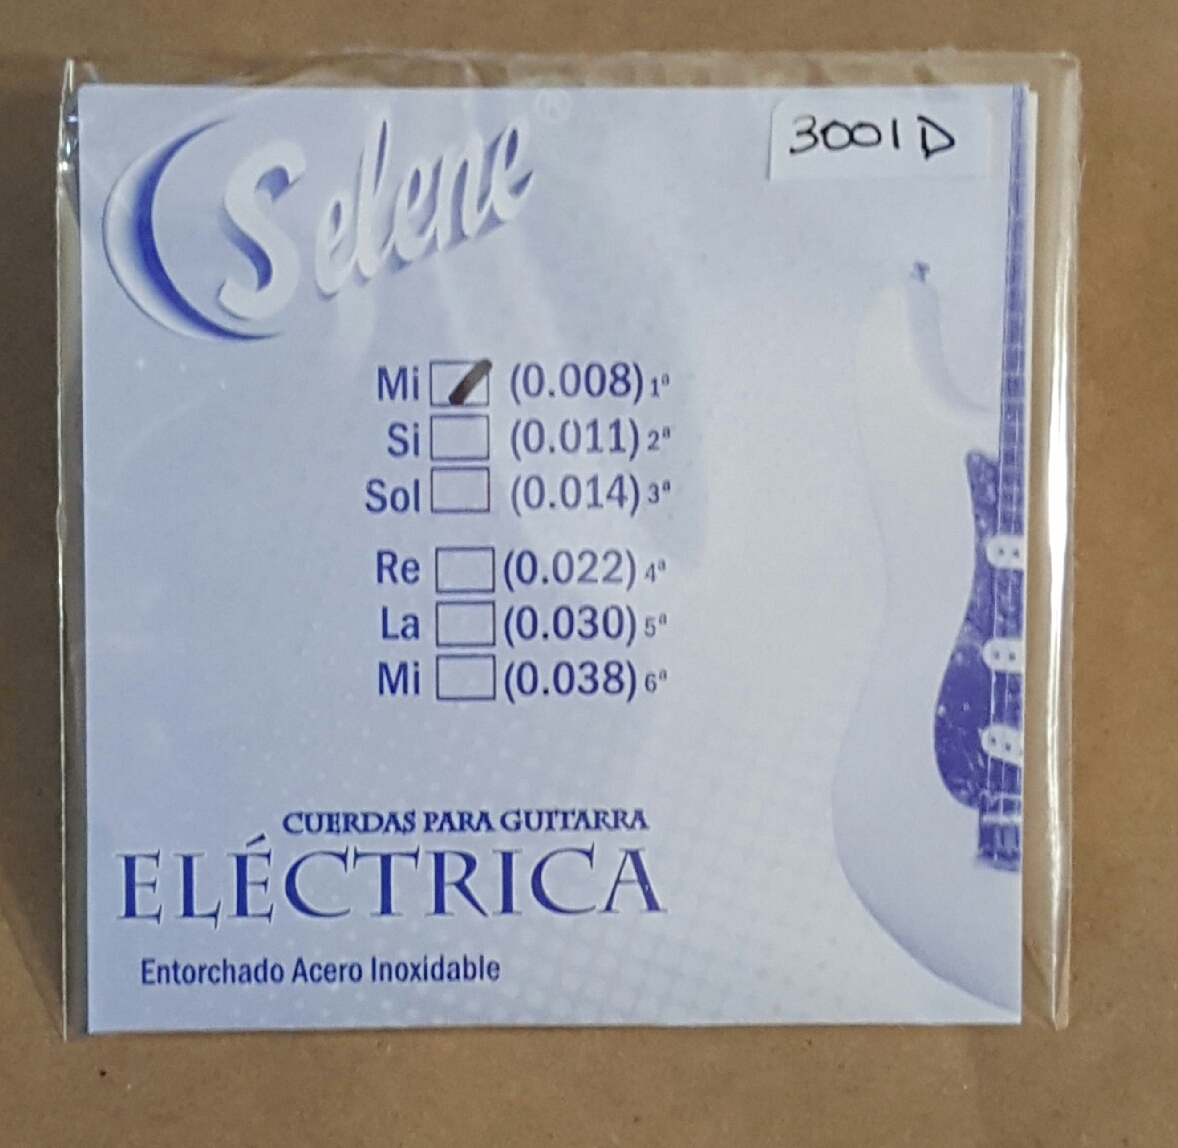 Selene®
3001D
Mi (0.008) 1ª
Si (0.011) 2ª
Sol (0.014) 3ª
Re (0.022) 4ª
La (0.030) 5ª
Mi (0.038) 6ª
CUERDAS PARA GUITARRA
ELÉCTRICA
Entorchado Acero Inoxidable